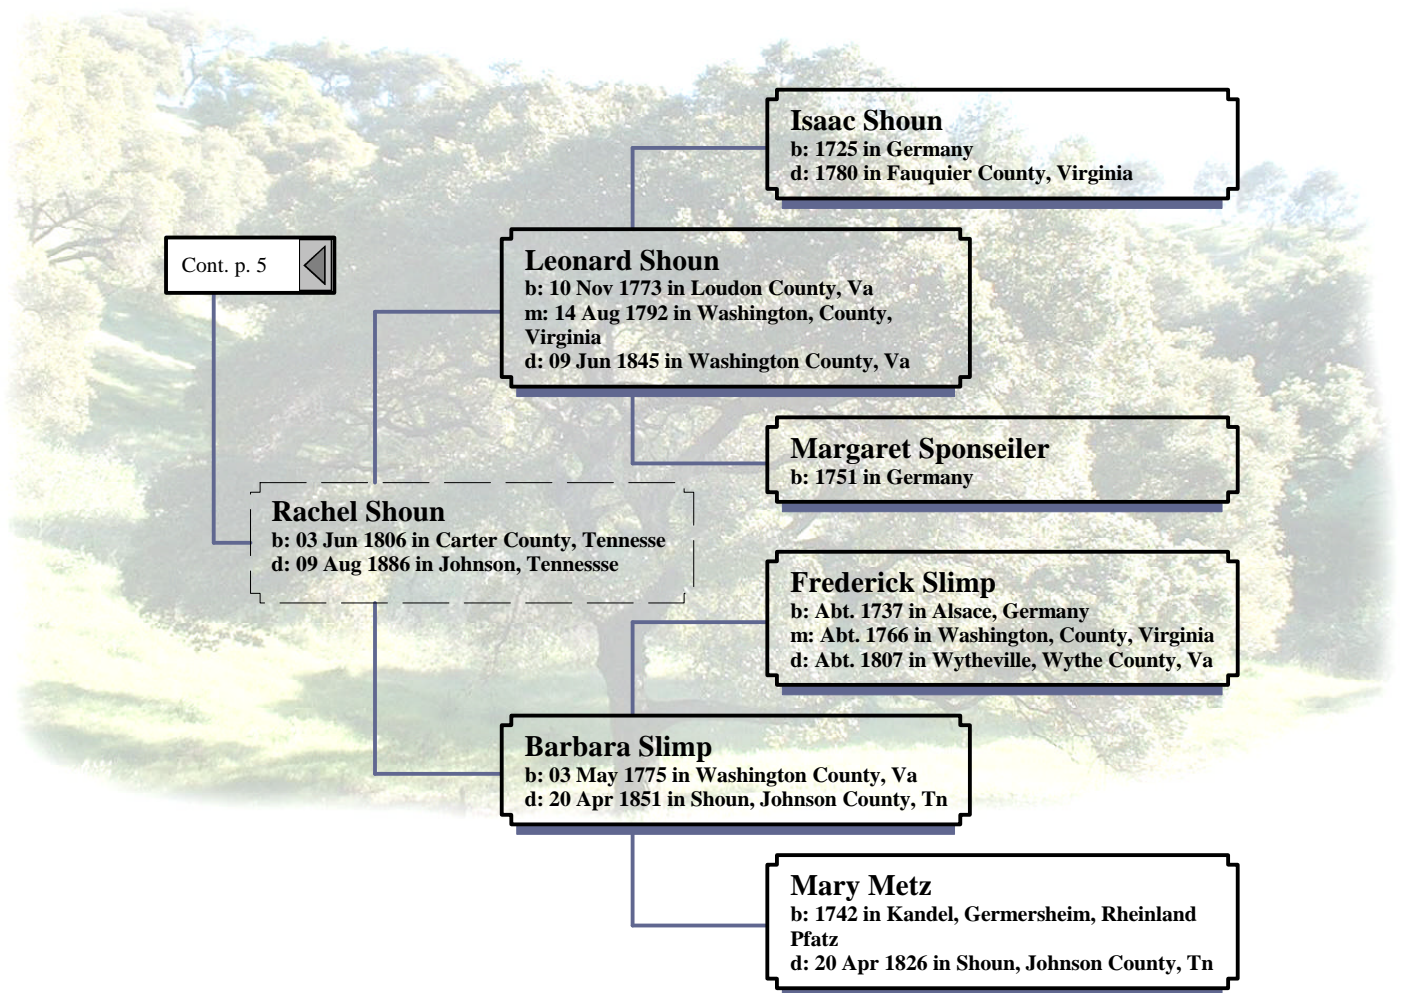 Isaac Shoun
b: 1725 in Germany
d: 1780 in Fauquier County, Virginia
Cont. p. 5
Leonard Shoun
b: 10 Nov 1773 in Loudon County, Va
m: 14 Aug 1792 in Washington, County,
Virginia
d: 09 Jun 1845 in Washington County, Va
Margaret Sponseiler
b: 1751 in Germany
Rachel Shoun
b: 03 Jun 1806 in Carter County, Tennesse
d: 09 Aug 1886 in Johnson, Tennessse
Frederick Slimp
b: Abt. 1737 in Alsace, Germany
m: Abt. 1766 in Washington, County, Virginia
d: Abt. 1807 in Wytheville, Wythe County, Va
Barbara Slimp
b: 03 May 1775 in Washington County, Va
d: 20 Apr 1851 in Shoun, Johnson County, Tn
Mary Metz
b: 1742 in Kandel, Germersheim, Rheinland
Pfatz
d: 20 Apr 1826 in Shoun, Johnson County, Tn